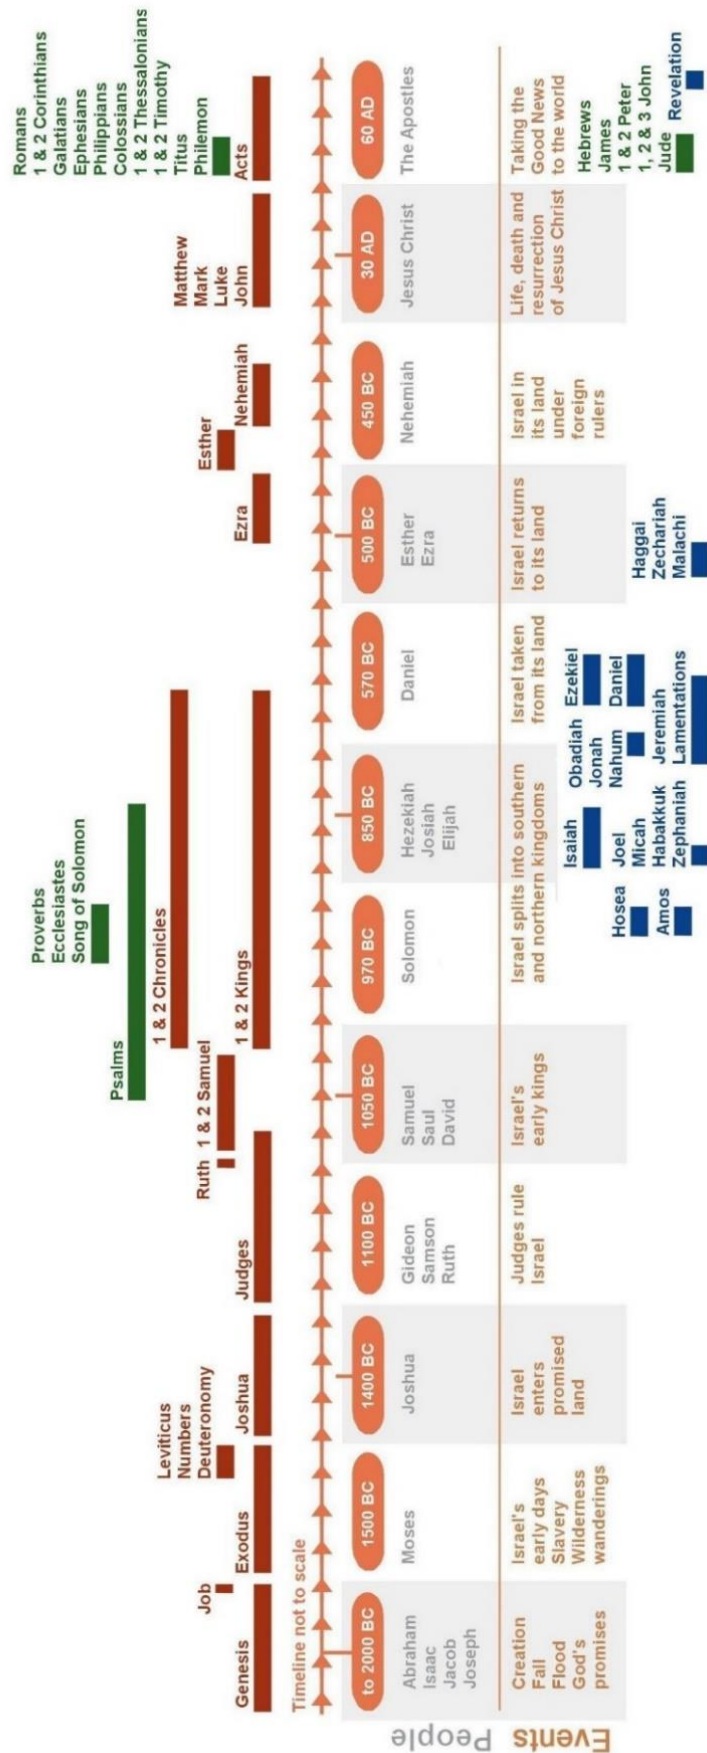 Proverbs
Ecclesiastes
Song of Solomon
Psalms
1 & 2 Chronicles
Romans
1 & 2 Corinthians
Galatians
Ephesians
Philippians
Colossians
1 & 2 Thessalonians
1 & 2 Timothy
Titus
Philemon
Job
Leviticus
Numbers
Deuteronomy
Ruth
1 & 2 Samuel
Esther
Matthew
Mark
Luke
John
Genesis
Exodus
Joshua
Judges
1 & 2 Kings
Ezra
Nehemiah
Acts
Timeline not to scale
to 2000 BC
1500 BC
1400 BC
1100 BC
1050 BC
970 BC
850 BC
570 BC
500 BC
450 BC
30 AD
60 AD
People
Abraham
Isaac
Jacob
Joseph
Moses
Joshua
Gideon
Samson
Ruth
Samuel
Saul
David
Solomon
Hezekiah
Josiah
Elijah
Daniel
Esther
Ezra
Nehemiah
Jesus Christ
The Apostles
Events
Creation
Fall
Flood
God's
promises
Israel's
early days
Slavery
Wilderness
wanderings
Israel
enters
promised
land
Judges rule
Israel
Israel's
early kings
Israel splits into southern
and northern kingdoms
Israel taken
from its land
Israel returns
to its land
Israel in
its land
under
foreign
rulers
Life, death and
resurrection
of Jesus Christ
Taking the
Good News
to the world
Hosea
Amos
Isaiah
Joel
Micah
Habakkuk
Zephaniah
Obadiah
Jonah
Nahum
Jeremiah
Lamentations
Ezekiel
Daniel
Haggai
Zechariah
Malachi
Hebrews
James
1 & 2 Peter
1, 2 & 3 John
Jude
Revelation